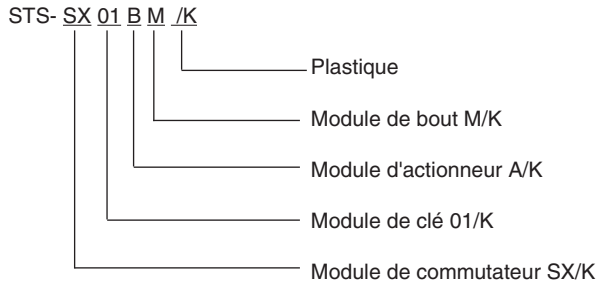 STS- SX 01 B M /K
Plastique
Module de bout M/K
Module d'actionneur A/K
Module de clé 01/K
Module de commutateur SX/K